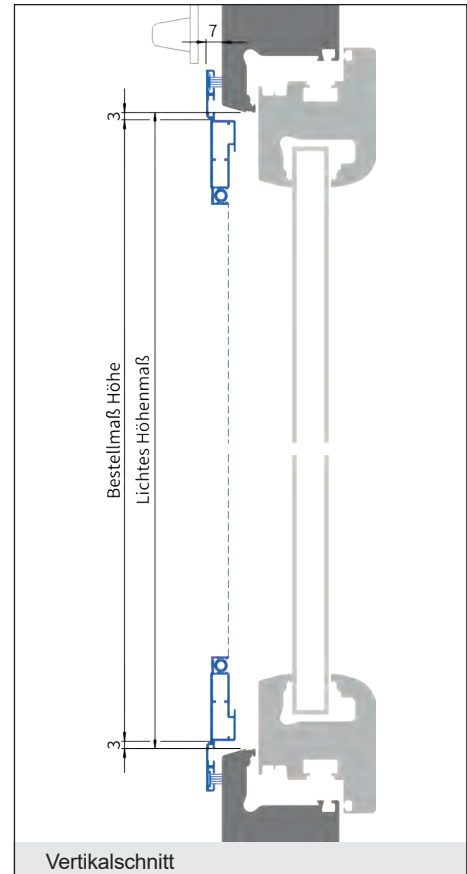 7
3
Bestellmaß Höhe
Lichtes Höhenmaß
3
Vertikalschnitt